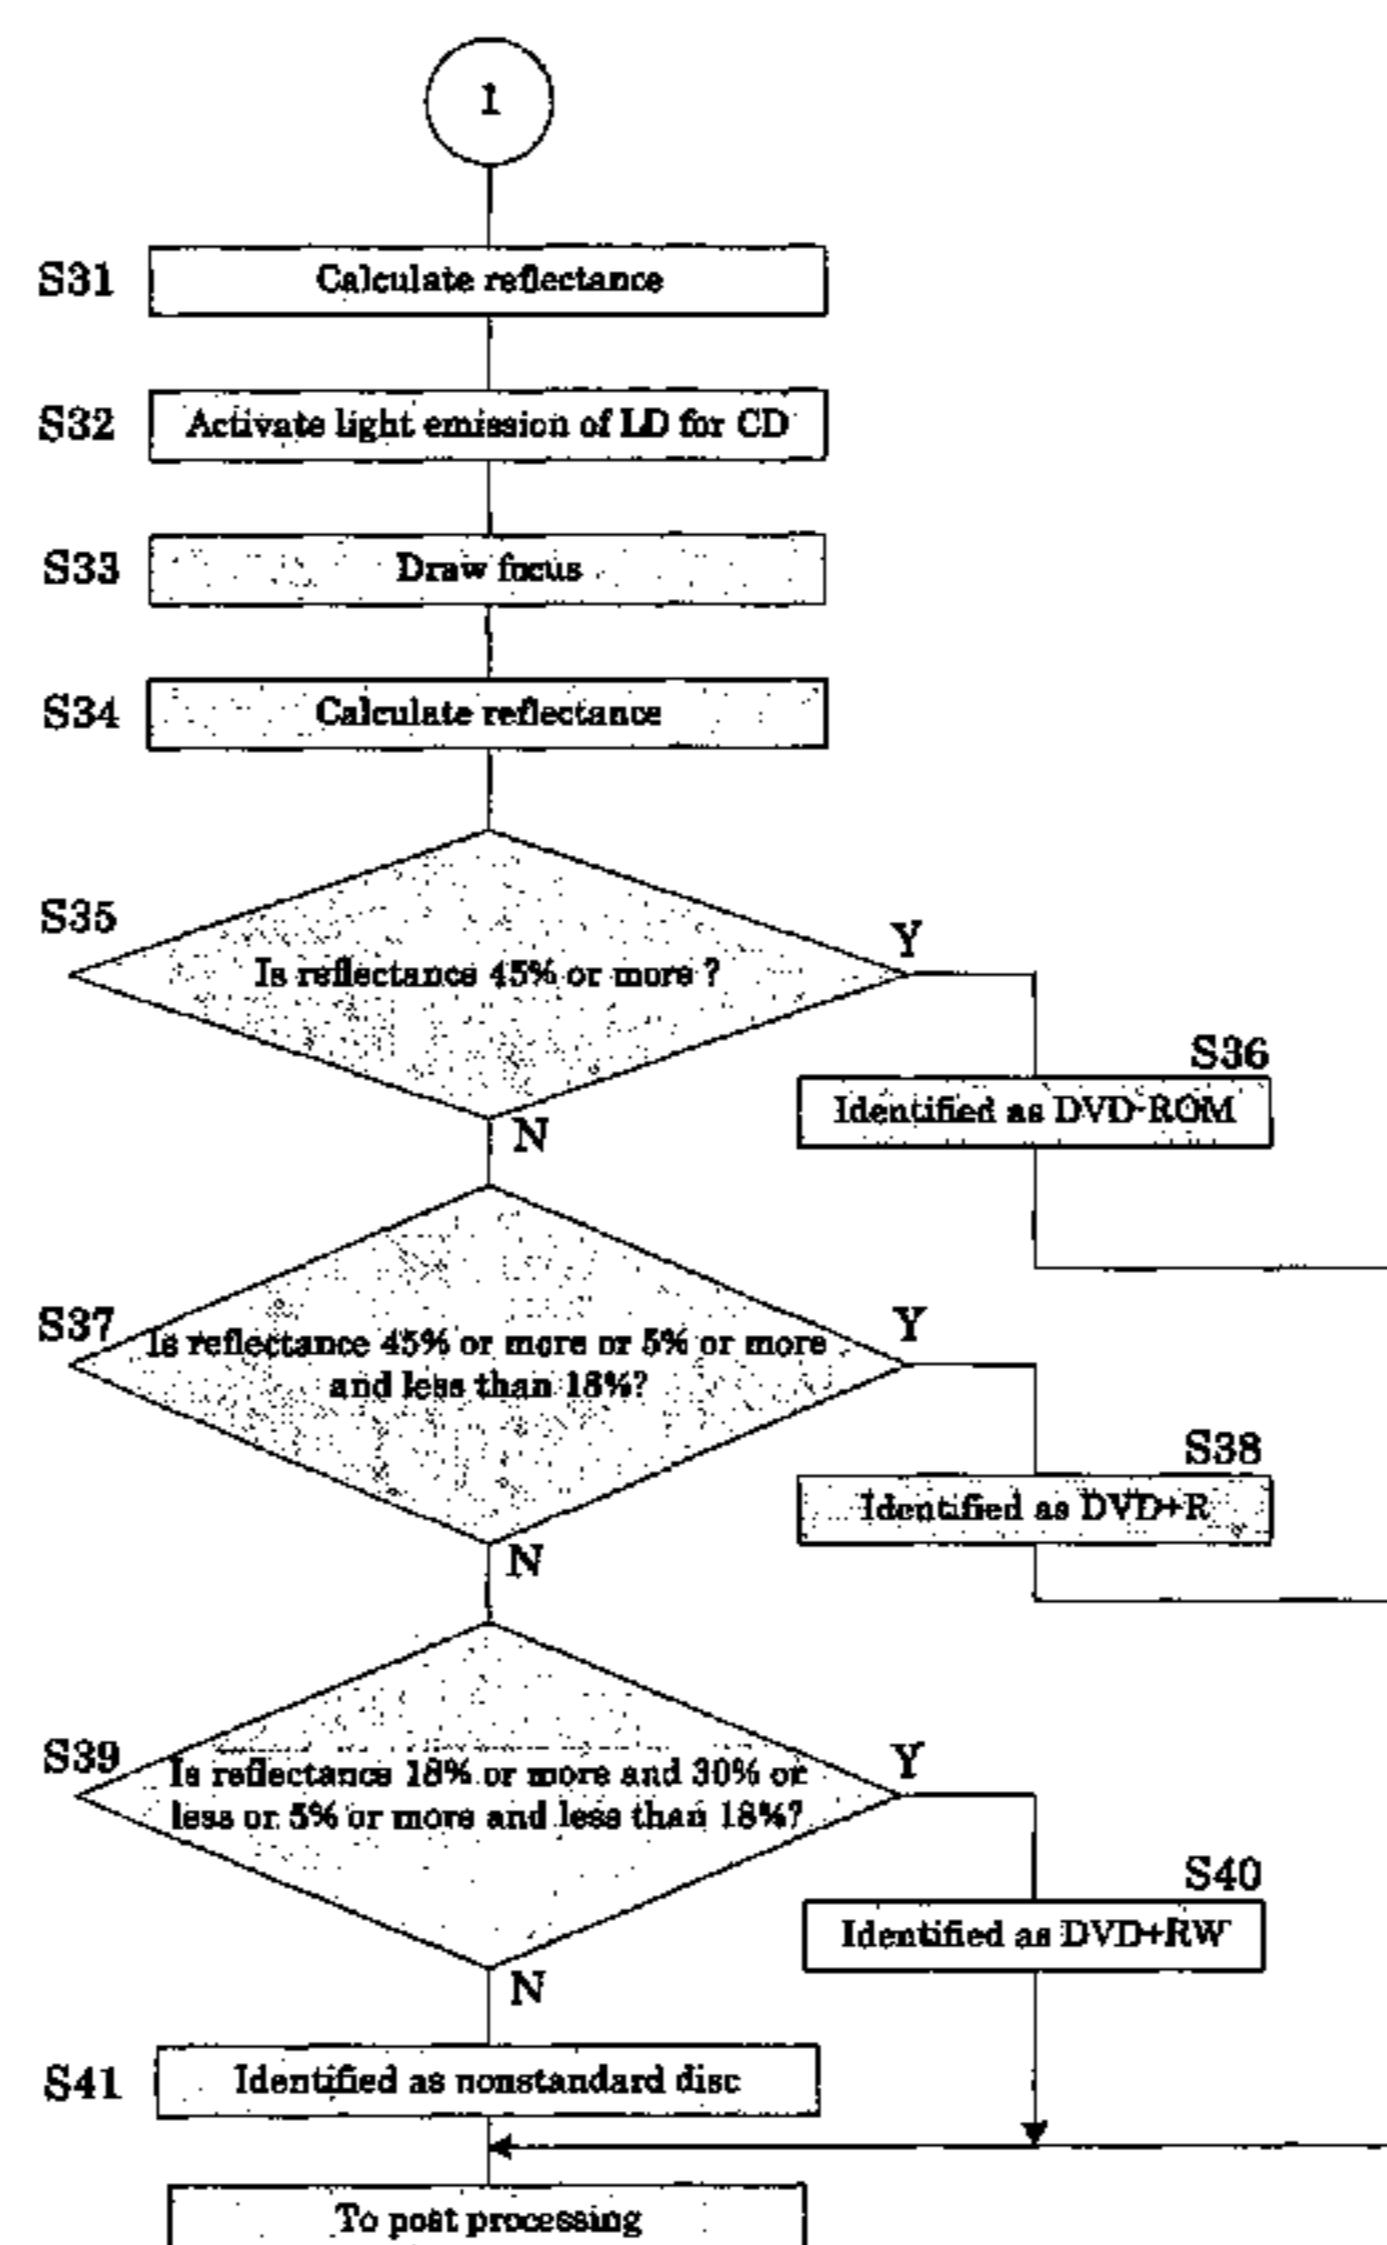 1
S31
Calculate reflectance
S32
Activate light emission of LD for CD
S33
Draw focus
S34
Calculate reflectance
S35
Is reflectance 45% or more ?
Y
N
S36
Identified as DVD-ROM
S37
Is reflectance 45% or more or 5% or more
and less than 18%?
Y
N
S38
Identified as DVD+R
S39
Is reflectance 18% or more and 30% or
less or 5% or more and less than 18%?
Y
N
S40
Identified as DVD+RW
S41
Identified as nonstandard disc
To post processing